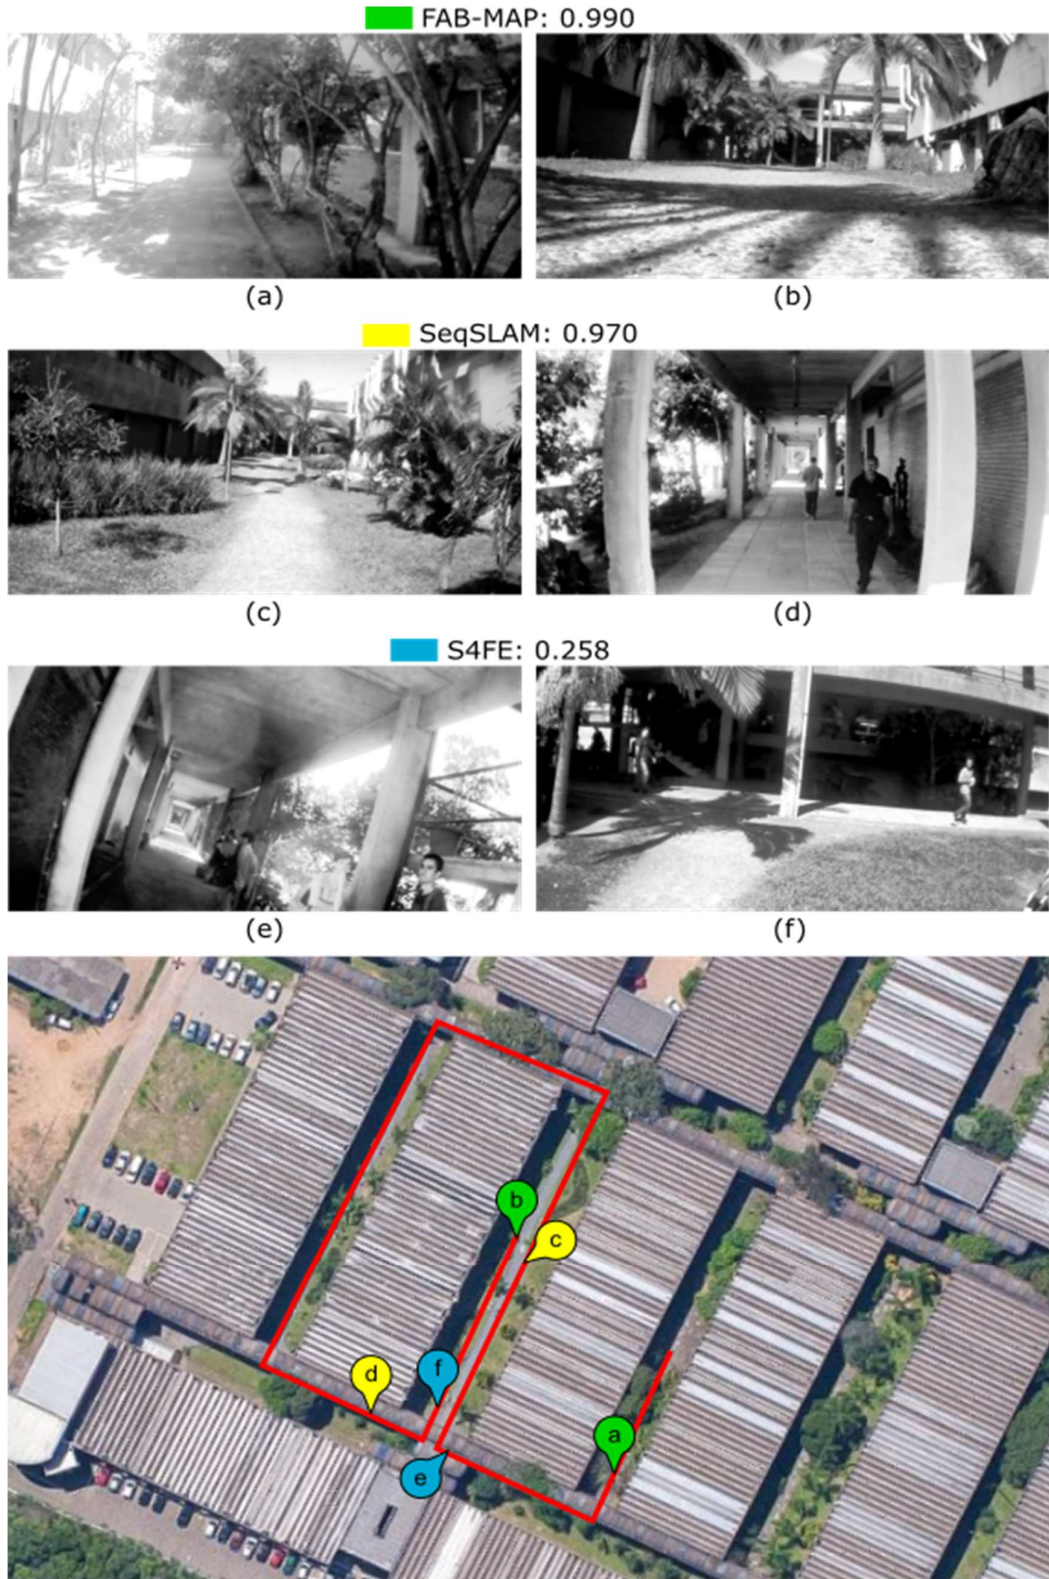 FAB-MAP: 0.990
(a)
(b)
SeqSLAM: 0.970
(c)
(d)
S4FE: 0.258
(e)
(f)
b
c
f
d
a
e